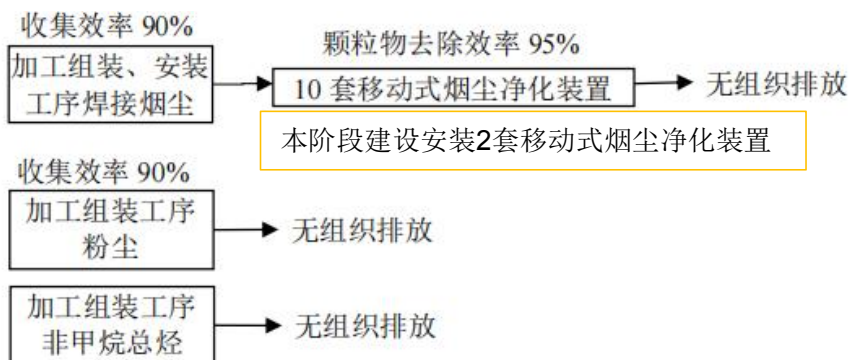 收集效率 90%
颗粒物去除效率 95%
加工组装、安装
工序焊接烟尘
10 套移动式烟尘净化装置
无组织排放
本阶段建设安装2套移动式烟尘净化装置
收集效率 90%
加工组装工序
粉尘
无组织排放
加工组装工序
非甲烷总烃
无组织排放